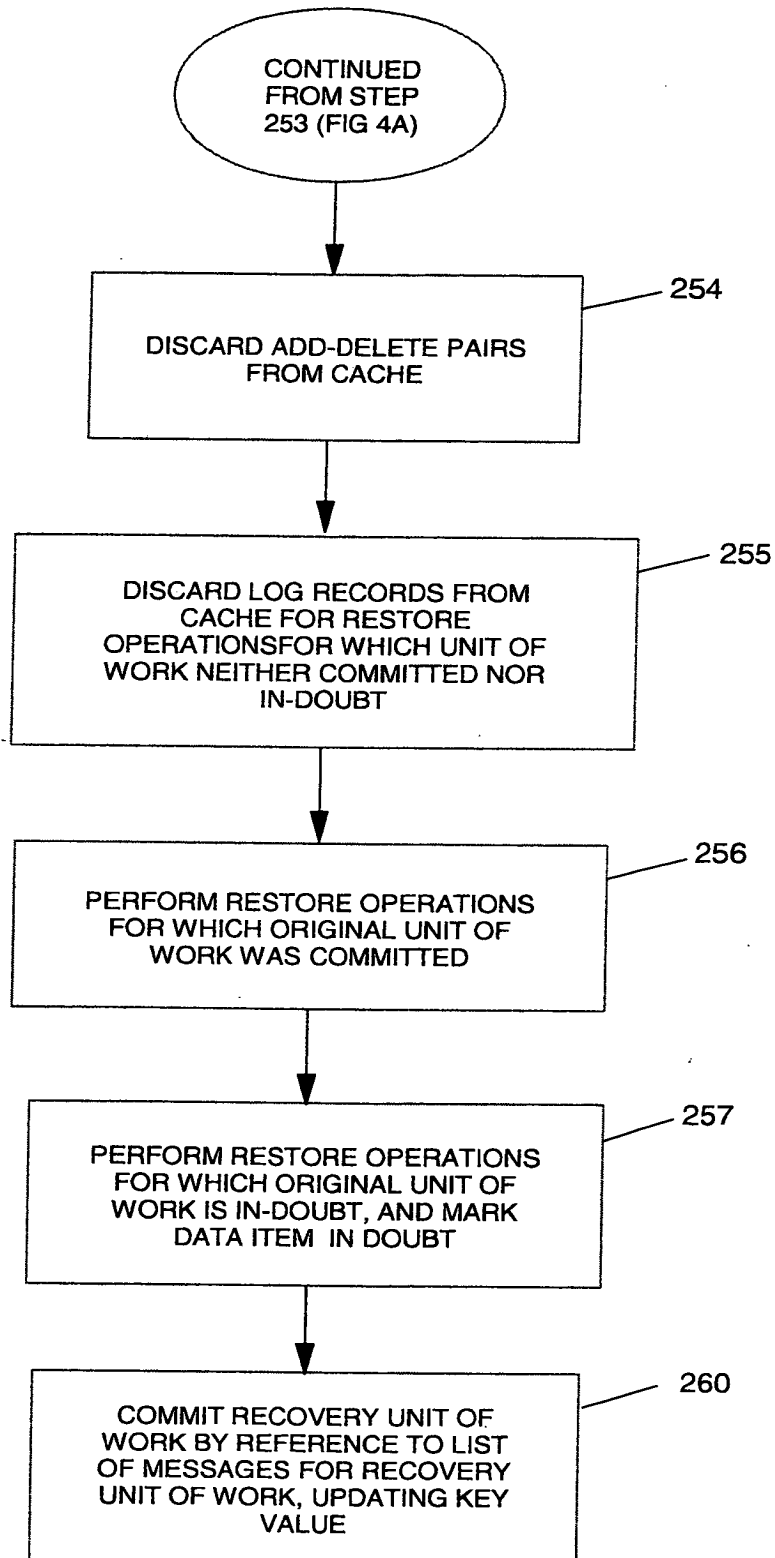 CONTINUED
FROM STEP
253 (FIG 4A)
254
DISCARD ADD-DELETE PAIRS
FROM CACHE
255
DISCARD LOG RECORDS FROM
CACHE FOR RESTORE
OPERATIONSFOR WHICH UNIT OF
WORK NEITHER COMMITTED NOR
IN-DOUBT
256
PERFORM RESTORE OPERATIONS
FOR WHICH ORIGINAL UNIT OF
WORK WAS COMMITTED
257
PERFORM RESTORE OPERATIONS
FOR WHICH ORIGINAL UNIT OF
WORK IS IN-DOUBT, AND MARK
DATA ITEM IN DOUBT
260
COMMIT RECOVERY UNIT OF
WORK BY REFERENCE TO LIST
OF MESSAGES FOR RECOVERY
UNIT OF WORK, UPDATING KEY
VALUE